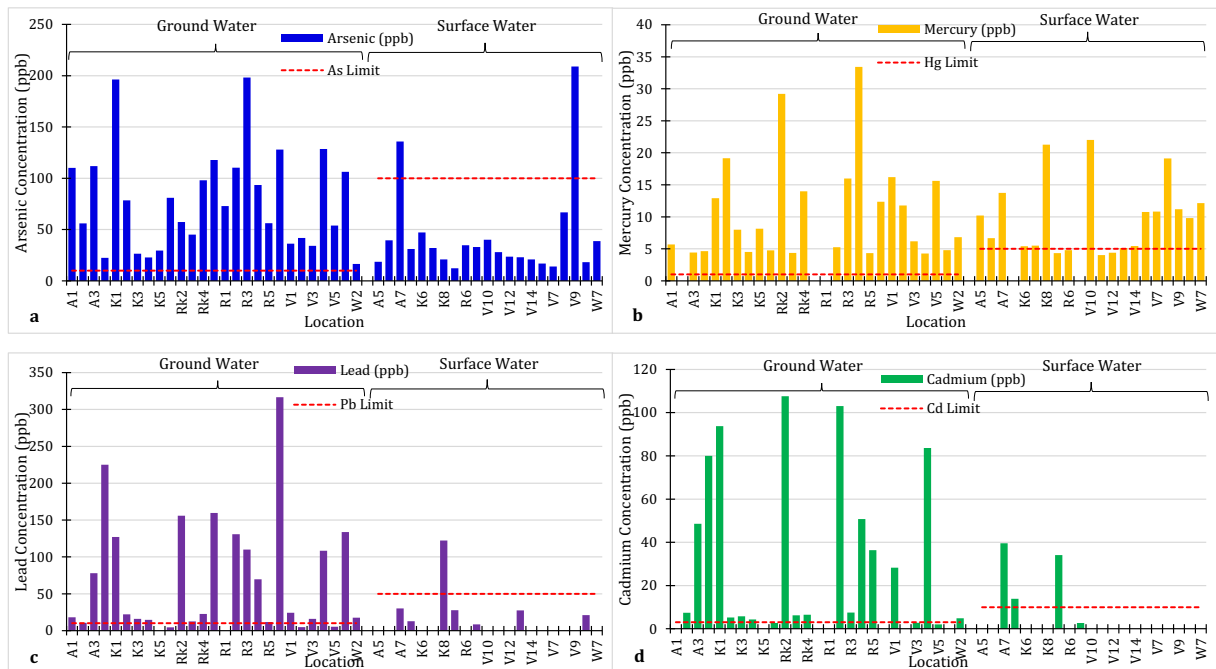 Ground Water
Surface Water
Arsenic (ppb)
As Limit
Arsenic Concentration (ppb)
250
200
150
100
50
0
A1 A3 K1 K3 K5 Rk2 Rk4 R1 R3 R5 V1 V3 V5 W2 A5 A7 K6 K8 R6 V10 V12 V14 V7 V9 W7
Location
a
Ground Water
Surface Water
Mercury (ppb)
Hg Limit
Mercury Concentration (ppb)
40
35
30
25
20
15
10
5
0
A1 A3 K1 K3 K5 Rk2 Rk4 R1 R3 R5 V1 V3 V5 W2 A5 A7 K6 K8 R6 V10 V12 V14 V7 V9 W7
Location
b
Ground Water
Surface Water
Lead (ppb)
Pb Limit
Lead Concentration (ppb)
350
300
250
200
150
100
50
0
A1 A3 K1 K3 K5 Rk2 Rk4 R1 R3 R5 V1 V3 V5 W2 A5 A7 K6 K8 R6 V10 V12 V14 V7 V9 W7
Location
c
Ground Water
Surface Water
Cadmium (ppb)
Cd Limit
Cadmium Concentration (ppb)
120
100
80
60
40
20
0
A1 A3 K1 K3 K5 Rk2 Rk4 R1 R3 R5 V1 V3 V5 W2 A5 A7 K6 K8 R6 V10 V12 V14 V7 V9 W7
Location
d